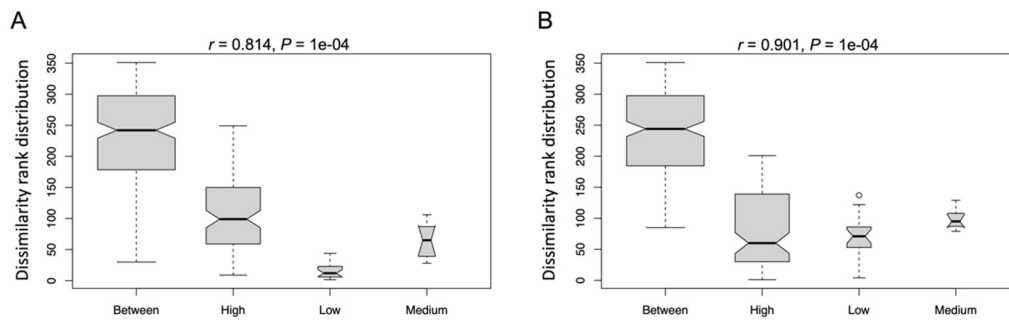 A
r = 0.814, P = 1e-04
Dissimilarity rank distribution
350
300
250
200
150
100
50
0
Between High Low Medium
B
r = 0.901, P = 1e-04
Dissimilarity rank distribution
350
300
250
200
150
100
50
0
Between High Low Medium